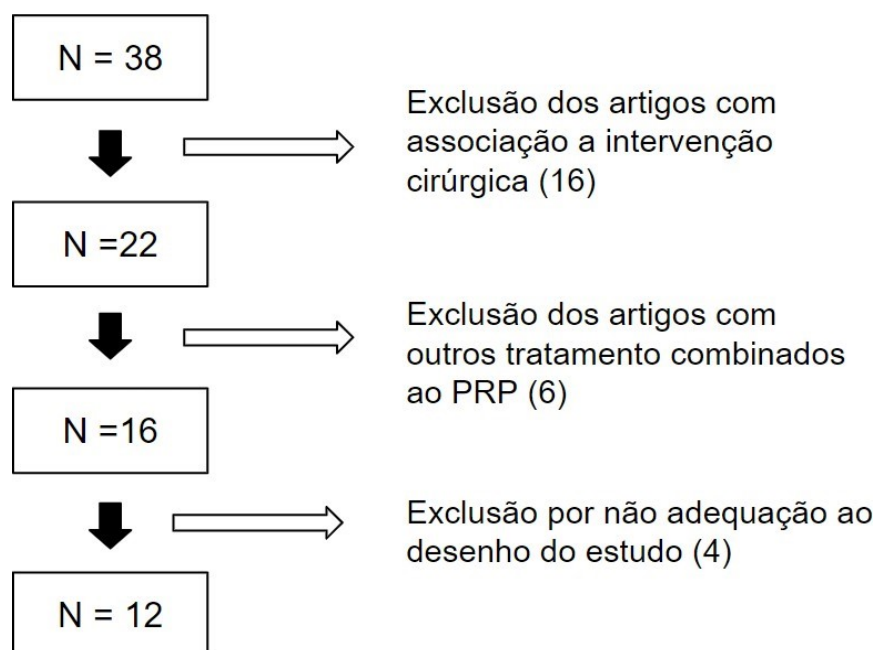 N = 38
Exclusão dos artigos com
associação a intervenção
cirúrgica (16)
N =22
Exclusão dos artigos com
outros tratamento combinados
ao PRP (6)
N =16
Exclusão por não adequação ao
desenho do estudo (4)
N = 12